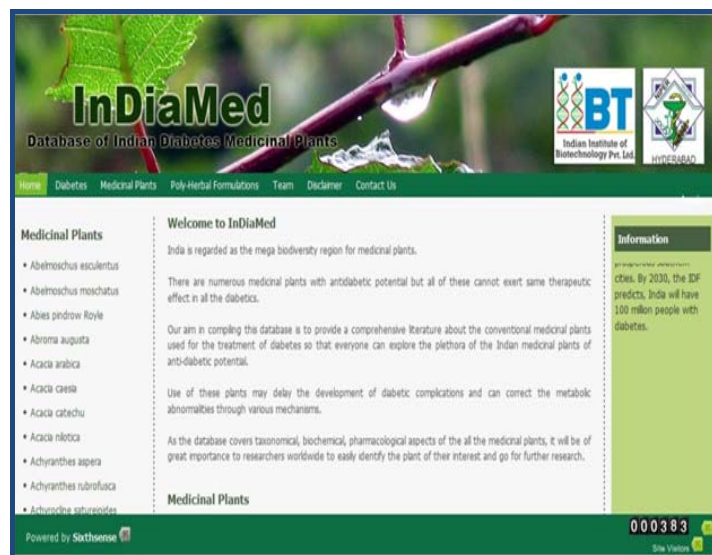 InDiaMed
Database of Indian Diabetes Medicinal Plants
iiBT
Indian Institute of
Biotechnology Pvt. Ltd.
HYDERABAD
Home Diabetes Medicinal Plants Poly-Herbal Formulations Team Disclaimer Contact Us
Medicinal Plants
• Abelmoschus esculentus
• Abelmoschus moschatus
• Abies pindrow Royle
• Abroma augusta
• Acacia arabica
• Acacia caesia
• Acacia catechu
• Acacia nilotica
• Achyranthes aspera
• Achyranthes rubrofusca
• Achyrocline satureioides
Welcome to InDiaMed
India is regarded as the mega biodiversity region for medicinal plants.
There are numerous medicinal plants with antidiabetic potential but all of these cannot exert same therapeutic
effect in all the diabetics.
Our aim in compiling this database is to provide a comprehensive literature about the conventional medicinal plants
used for the treatment of diabetes so that everyone can explore the plethora of the Indian medicinal plants of
anti-diabetic potential.
Use of these plants may delay the development of diabetic complications and can correct the metabolic
abnormalities through various mechanisms.
As the database covers taxonomical, biochemical, pharmacological aspects of the all the medicinal plants, it will be of
great importance to researchers worldwide to easily identify the plant of their interest and go for further research.
Medicinal Plants
Information
cities. By 2030, the IDF
predicts, India will have
100 million people with
diabetes.
Powered by Sixthsense
000383
Site Visitors